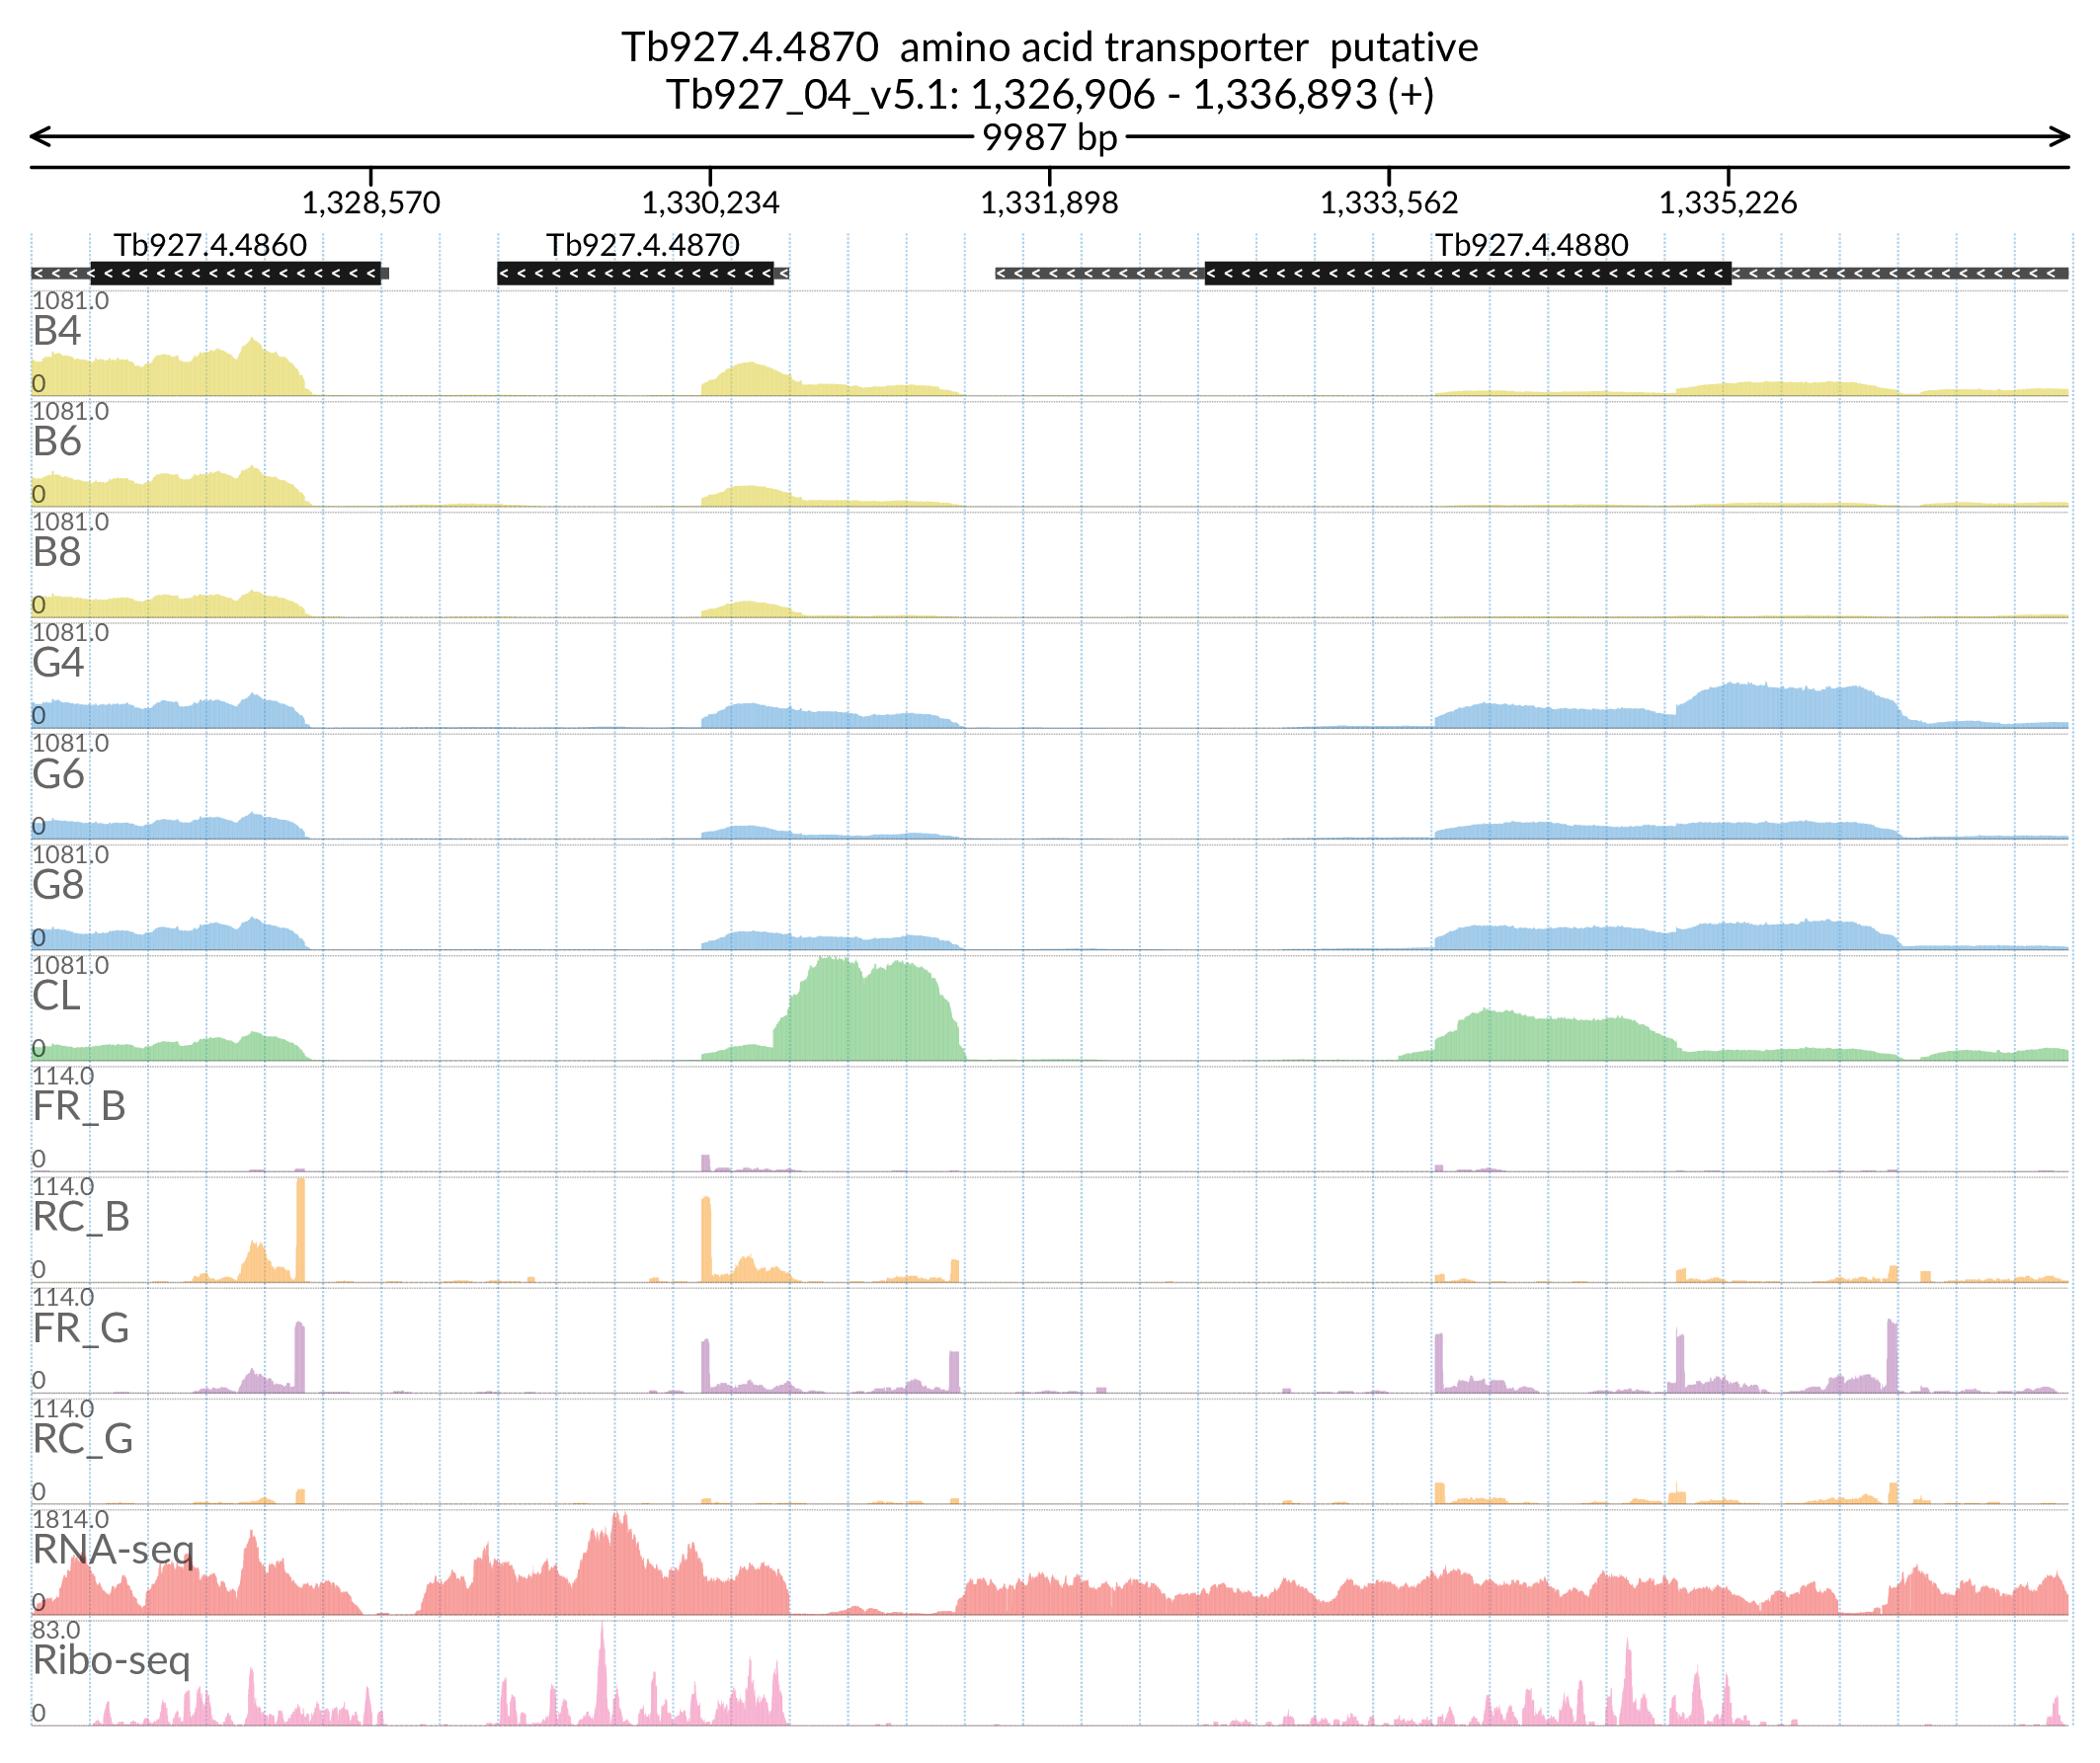 Tb927.4.4870  amino acid transporter  putative
Tb927_04_v5.1: 1,326,906 - 1,336,893 (+)
9987 bp
1,328,570 1,330,234 1,331,898 1,333,562 1,335,226
Tb927.4.4860 Tb927.4.4870 Tb927.4.4880
1081.0
B4
0
1081.0
B6
0
1081.0
B8
0
1081.0
G4
0
1081.0
G6
0
1081.0
G8
0
1081.0
CL
0
114.0
FR_B
0
114.0
RC_B
0
114.0
FR_G
0
114.0
RC_G
0
1814.0
RNA-seq
0
83.0
Ribo-seq
0